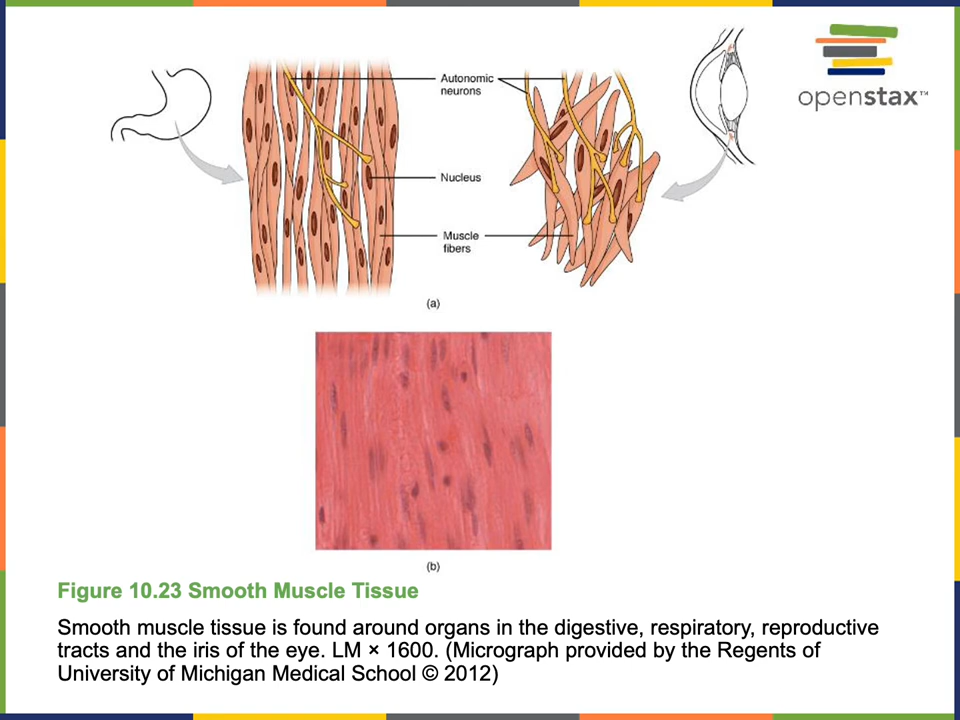 openstax™
Autonomic
neurons
Nucleus
Muscle
fibers
(a)
(b)
Figure 10.23 Smooth Muscle Tissue
Smooth muscle tissue is found around organs in the digestive, respiratory, reproductive
tracts and the iris of the eye. LM × 1600. (Micrograph provided by the Regents of
University of Michigan Medical School © 2012)